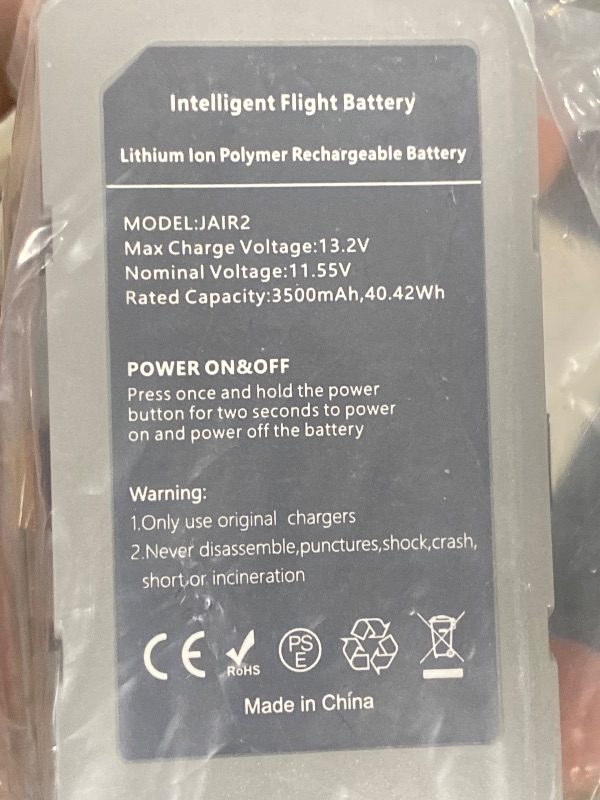 Intelligent Flight Battery
Lithium Ion Polymer Rechargeable Battery
MODEL:JAIR2
Max Charge Voltage:13.2V
Nominal Voltage:11.55V
Rated Capacity:3500mAh,40.42Wh
POWER ON&OFF
Press once and hold the power
button for two seconds to power
on and power off the battery
Warning:
1.Only use original chargers
2.Never disassemble,punctures,shock,crash,
short or incineration
CE RoHS PS E
Made in China